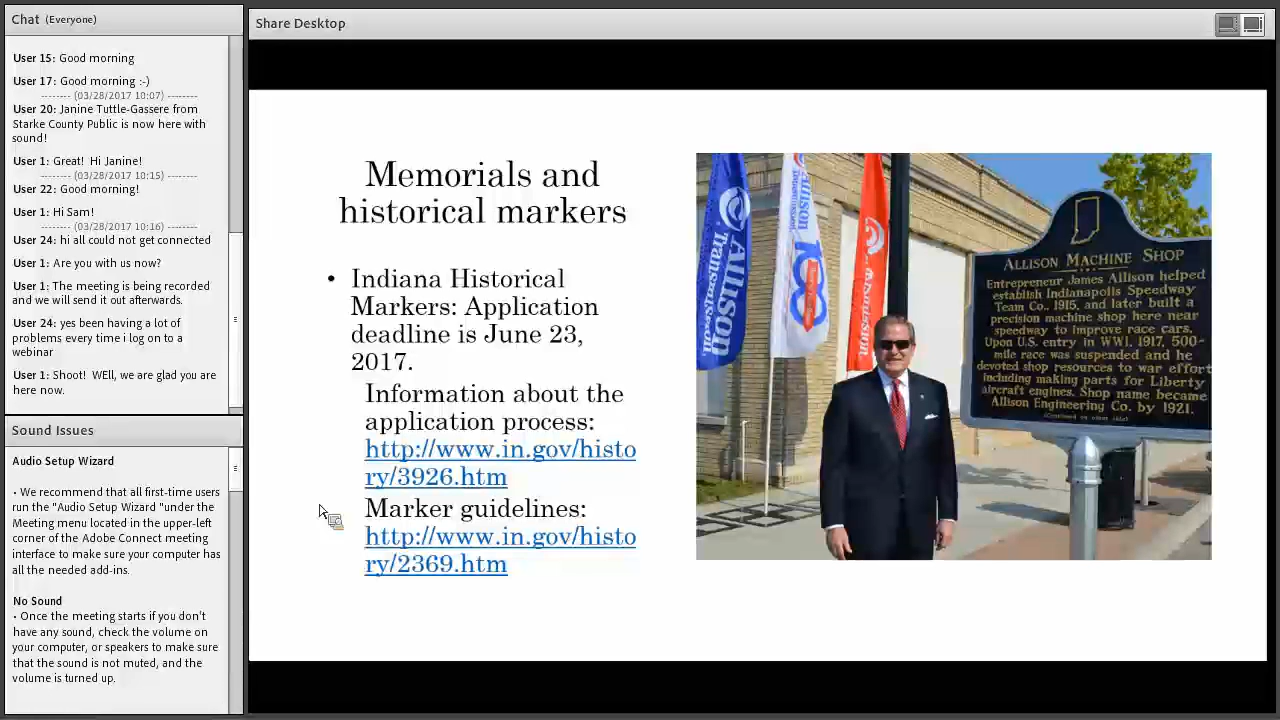 Chat (Everyone)
User 15: Good morning
User 17: Good morning :-)
-------- (03/28/2017 10:07) --------
User 20: Janine Tuttle-Gassere from
Starke County Public is now here with
sound!
User 1: Great!  Hi Janine!
-------- (03/28/2017 10:15) --------
User 22: Good morning!
User 1: Hi Sam!
-------- (03/28/2017 10:16) --------
User 24: hi all could not get connected
User 1: Are you with us now?
User 1: The meeting is being recorded
and we will send it out afterwards.
User 24: yes been having a lot of
problems every time i log on to a
webinar
User 1: Shoot!  WEll, we are glad you are
here now.
Sound Issues
Audio Setup Wizard
• We recommend that all first-time users
run the "Audio Setup Wizard "under the
Meeting menu located in the upper-left
corner of the Adobe Connect meeting
interface to make sure your computer has
all the needed add-ins.
No Sound
• Once the meeting starts if you don't
have any sound, check the volume on
your computer, or speakers to make sure
that the sound is not muted, and the
volume is turned up.
Share Desktop
Memorials and
historical markers
• Indiana Historical
Markers: Application
deadline is June 23,
2017.
Information about the
application process:
http://www.in.gov/histo
ry/3926.htm
Marker guidelines:
http://www.in.gov/histo
ry/2369.htm
Allison
Transmission
Allison
100
ALLISON MACHINE SHOP
Entrepreneur James Allison helped
establish Indianapolis Speedway
Team Co., 1915, and later built a
precision machine shop here near
speedway to improve race cars.
Upon U.S. entry in WWI, 1917, 500-
mile race was suspended and he
devoted shop resources to war effort
including making parts for Liberty
aircraft engines. Shop name became
Allison Engineering Co. by 1921.